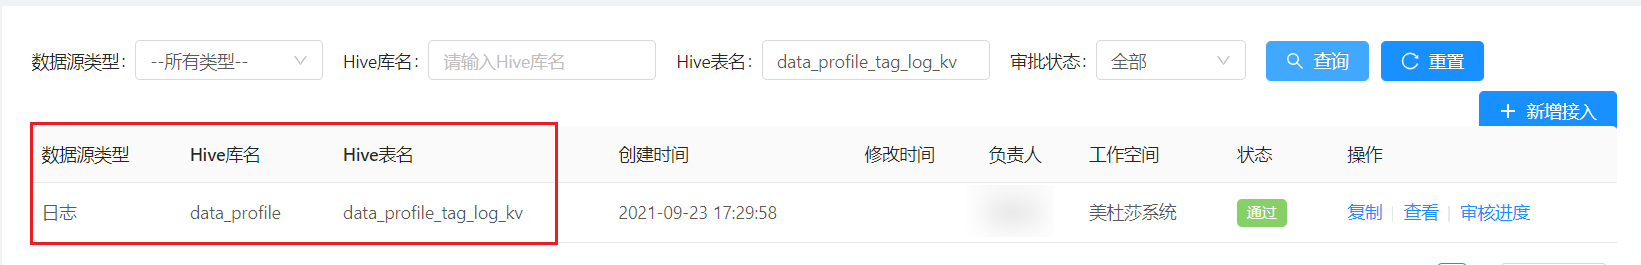 数据源类型: --所有类型-- Hive库名: 请输入Hive库名 Hive表名: data_profile_tag_log_kv 审批状态: 全部 查询 重置
+ 新增接入
数据源类型 Hive库名 Hive表名 创建时间 修改时间 负责人 工作空间 状态 操作
日志 data_profile data_profile_tag_log_kv 2021-09-23 17:29:58 美杜莎系统 通过 复制 查看 审核进度